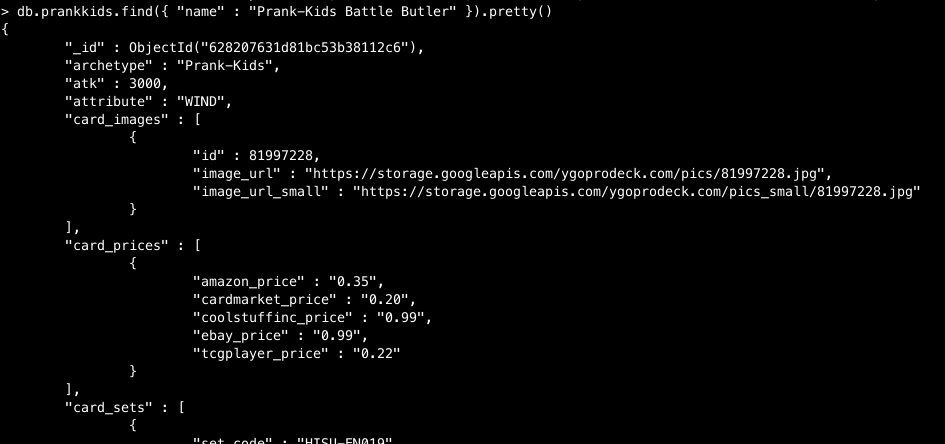 > db.prankkids.find({ "name" : "Prank-Kids Battle Butler" }).pretty()
{
"_id" : ObjectId("628207631d81bc53b38112c6"),
"archetype" : "Prank-Kids",
"atk" : 3000,
"attribute" : "WIND",
"card_images" : [
{
"id" : 81997228,
"image_url" : "https://storage.googleapis.com/ygoprodeck.com/pics/81997228.jpg",
"image_url_small" : "https://storage.googleapis.com/ygoprodeck.com/pics_small/81997228.jpg"
}
],
"card_prices" : [
{
"amazon_price" : "0.35",
"cardmarket_price" : "0.20",
"coolstuffinc_price" : "0.99",
"ebay_price" : "0.99",
"tcgplayer_price" : "0.22"
}
],
"card_sets" : [
{
"set_code" : "HISU-EN019",